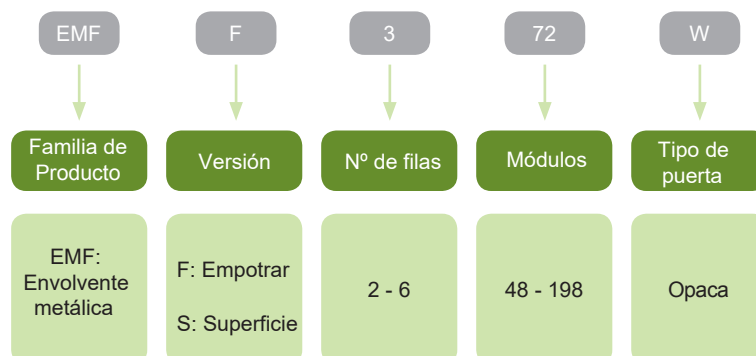 EMF F 3 72 W
Familia de
Producto
Versión
Nº de filas
Módulos
Tipo de
puerta
EMF:
Envolvente
metálica
F: Empotrar
S: Superficie
2 - 6
48 - 198
Opaca